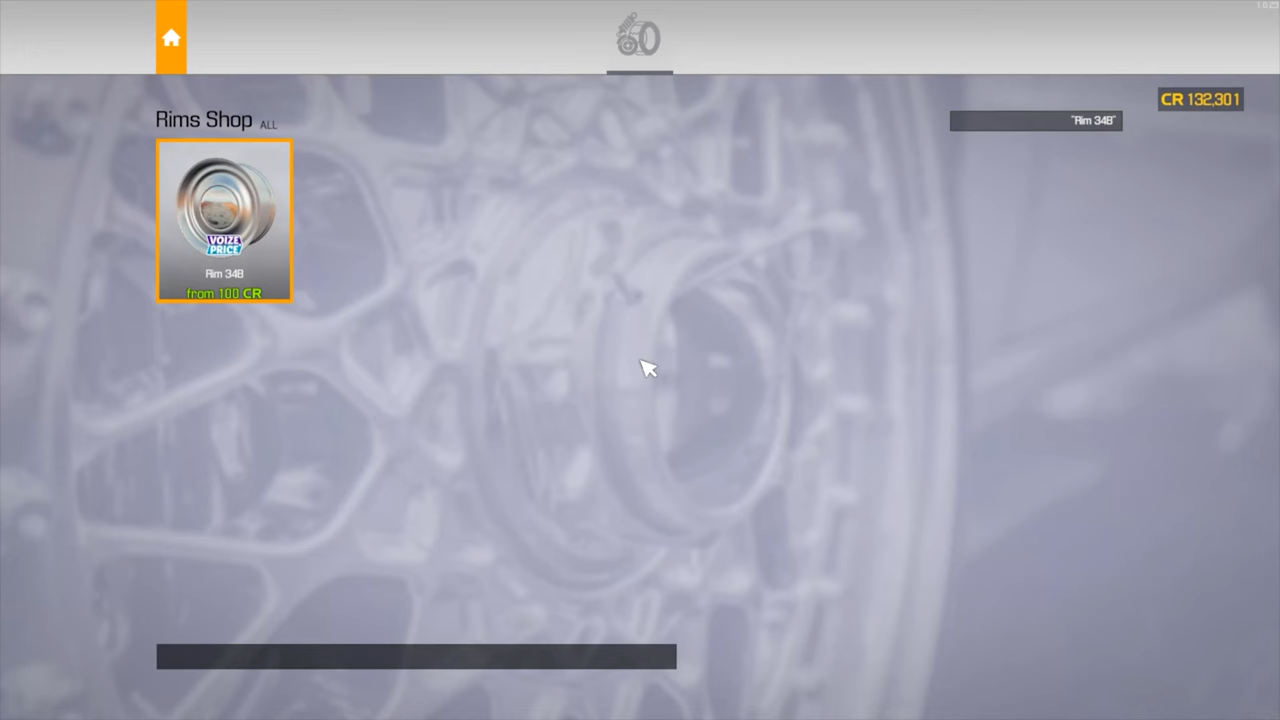 Rims Shop ALL
CR 132,301
"Rim 34B"
VOIZE
PRICE
Rim 34B
from 100 CR